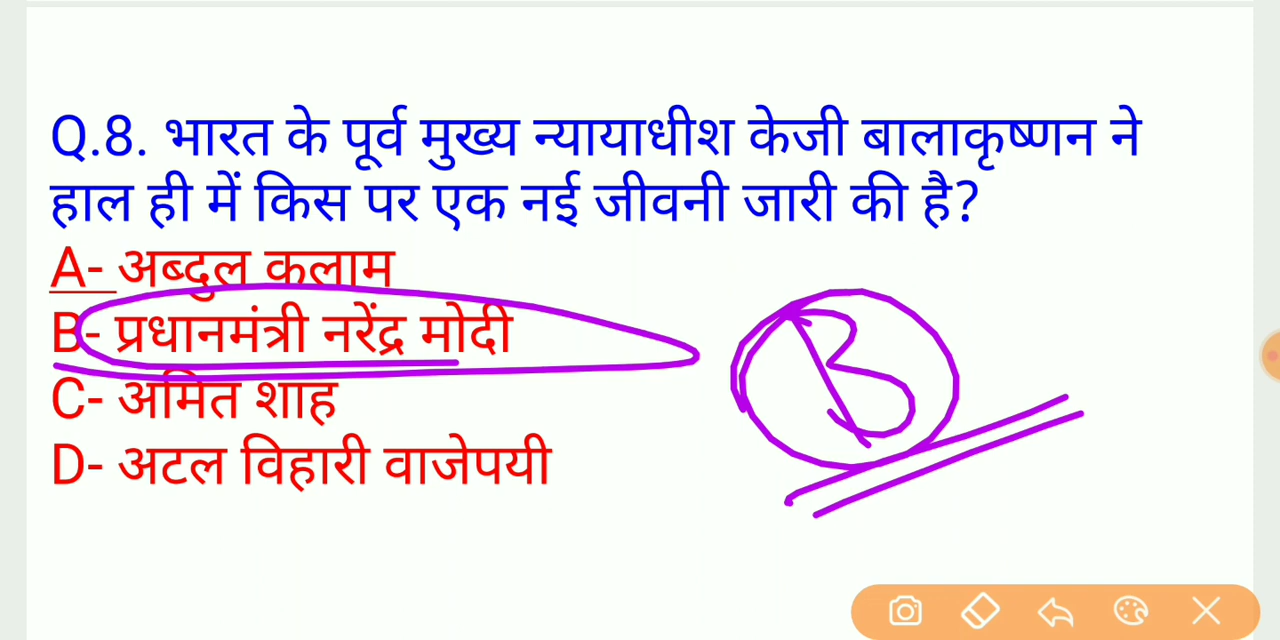 Q.8. भारत के पूर्व मुख्य न्यायाधीश केजी बालाकृष्णन ने
हाल ही में किस पर एक नई जीवनी जारी की है?
A- अब्दुल कलाम
B- प्रधानमंत्री नरेंद्र मोदी
B
C- अमित शाह
D- अटल विहारी वाजेपयी